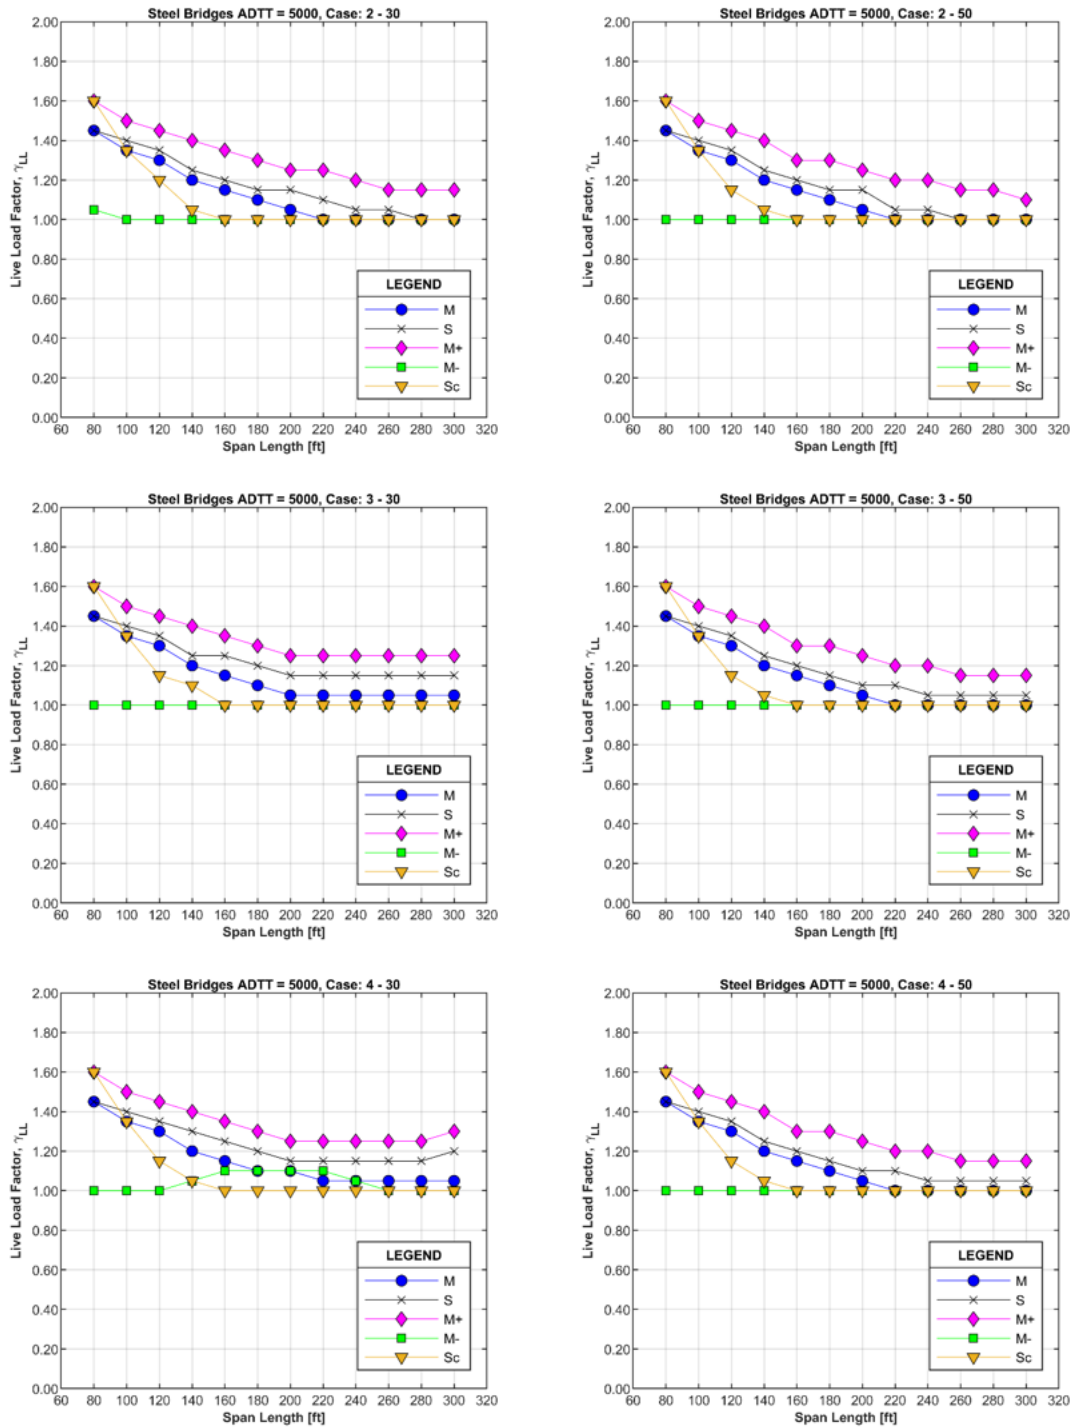 Steel Bridges ADTT = 5000, Case: 2 - 30
2.00
1.80
1.60
1.40
1.20
1.00
0.80
0.60
0.40
0.20
0.00
Live Load Factor, γLL
60 80 100 120 140 160 180 200 220 240 260 280 300 320
Span Length [ft]
LEGEND
M
S
M+
M-
Sc
Steel Bridges ADTT = 5000, Case: 2 - 50
2.00
1.80
1.60
1.40
1.20
1.00
0.80
0.60
0.40
0.20
0.00
Live Load Factor, γLL
60 80 100 120 140 160 180 200 220 240 260 280 300 320
Span Length [ft]
LEGEND
M
S
M+
M-
Sc
Steel Bridges ADTT = 5000, Case: 3 - 30
2.00
1.80
1.60
1.40
1.20
1.00
0.80
0.60
0.40
0.20
0.00
Live Load Factor, γLL
60 80 100 120 140 160 180 200 220 240 260 280 300 320
Span Length [ft]
LEGEND
M
S
M+
M-
Sc
Steel Bridges ADTT = 5000, Case: 3 - 50
2.00
1.80
1.60
1.40
1.20
1.00
0.80
0.60
0.40
0.20
0.00
Live Load Factor, γLL
60 80 100 120 140 160 180 200 220 240 260 280 300 320
Span Length [ft]
LEGEND
M
S
M+
M-
Sc
Steel Bridges ADTT = 5000, Case: 4 - 30
2.00
1.80
1.60
1.40
1.20
1.00
0.80
0.60
0.40
0.20
0.00
Live Load Factor, γLL
60 80 100 120 140 160 180 200 220 240 260 280 300 320
Span Length [ft]
LEGEND
M
S
M+
M-
Sc
Steel Bridges ADTT = 5000, Case: 4 - 50
2.00
1.80
1.60
1.40
1.20
1.00
0.80
0.60
0.40
0.20
0.00
Live Load Factor, γLL
60 80 100 120 140 160 180 200 220 240 260 280 300 320
Span Length [ft]
LEGEND
M
S
M+
M-
Sc